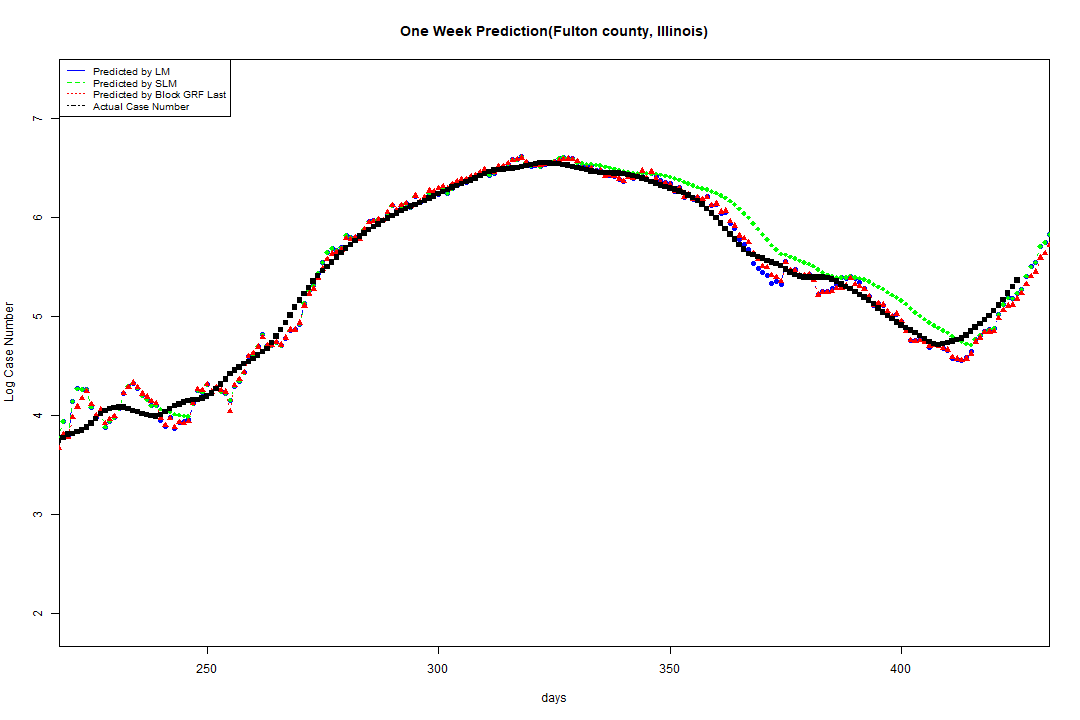 One Week Prediction(Fulton county, Illinois)
Predicted by LM
Predicted by SLM
Predicted by Block GRF Last
Actual Case Number
7
6
5
4
3
2
Log Case Number
250 300 350 400
days